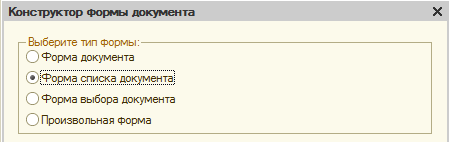 Конструктор формы документа
Выберите тип формы:
Форма документа
Форма списка документа
Форма выбора документа
Произвольная форма